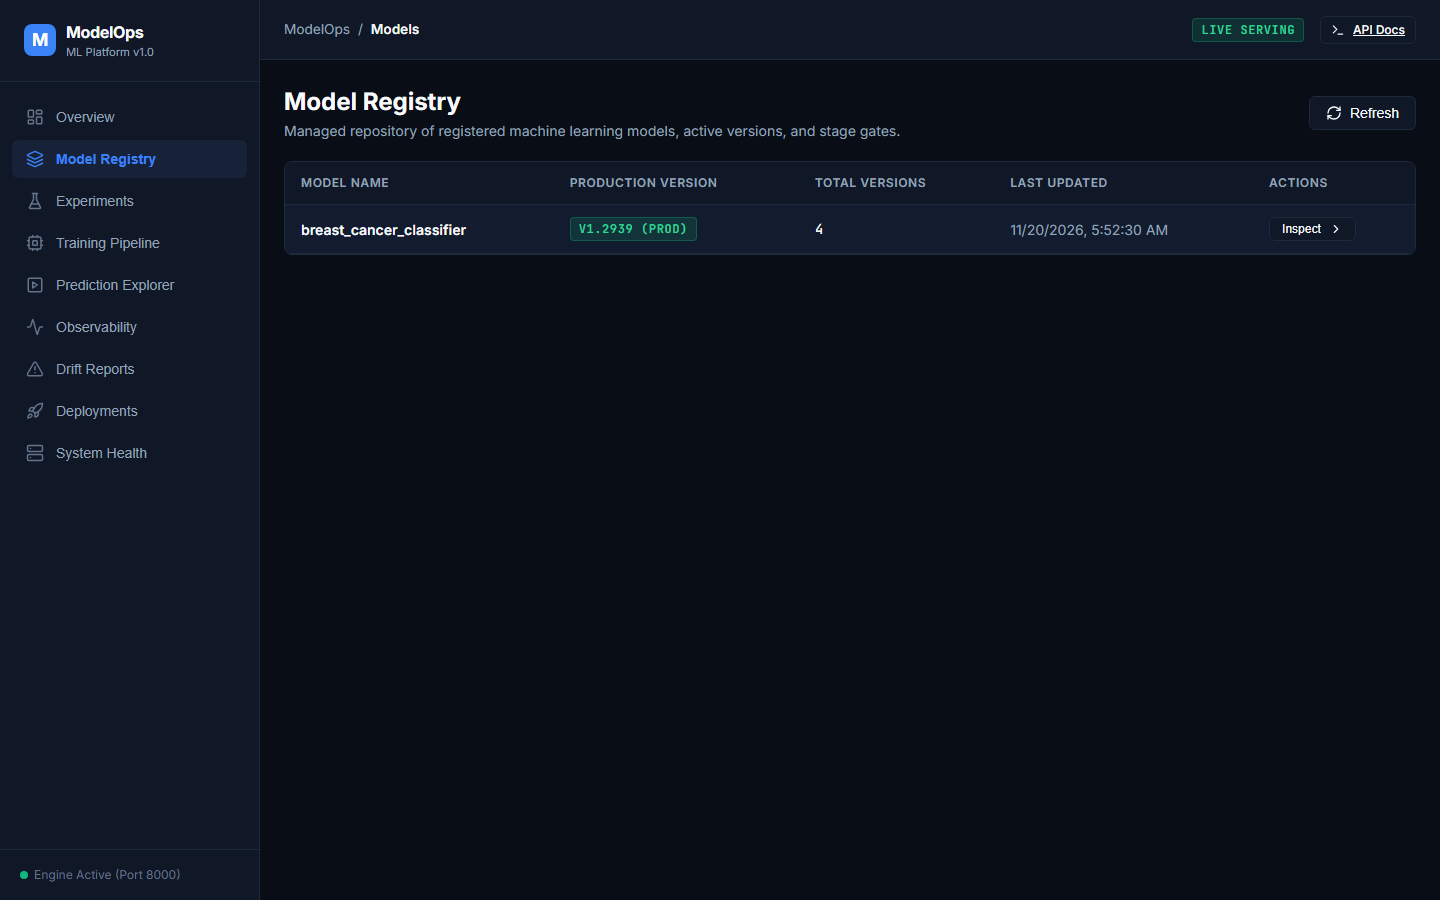 M
ModelOps
ML Platform v1.0
Overview
Model Registry
Experiments
Training Pipeline
Prediction Explorer
Observability
Drift Reports
Deployments
System Health
Engine Active (Port 8000)
ModelOps / Models
LIVE SERVING
API Docs
Model Registry
Managed repository of registered machine learning models, active versions, and stage gates.
Refresh
MODEL NAME PRODUCTION VERSION TOTAL VERSIONS LAST UPDATED ACTIONS
breast_cancer_classifier V1.2939 (PROD) 4 11/20/2026, 5:52:30 AM Inspect